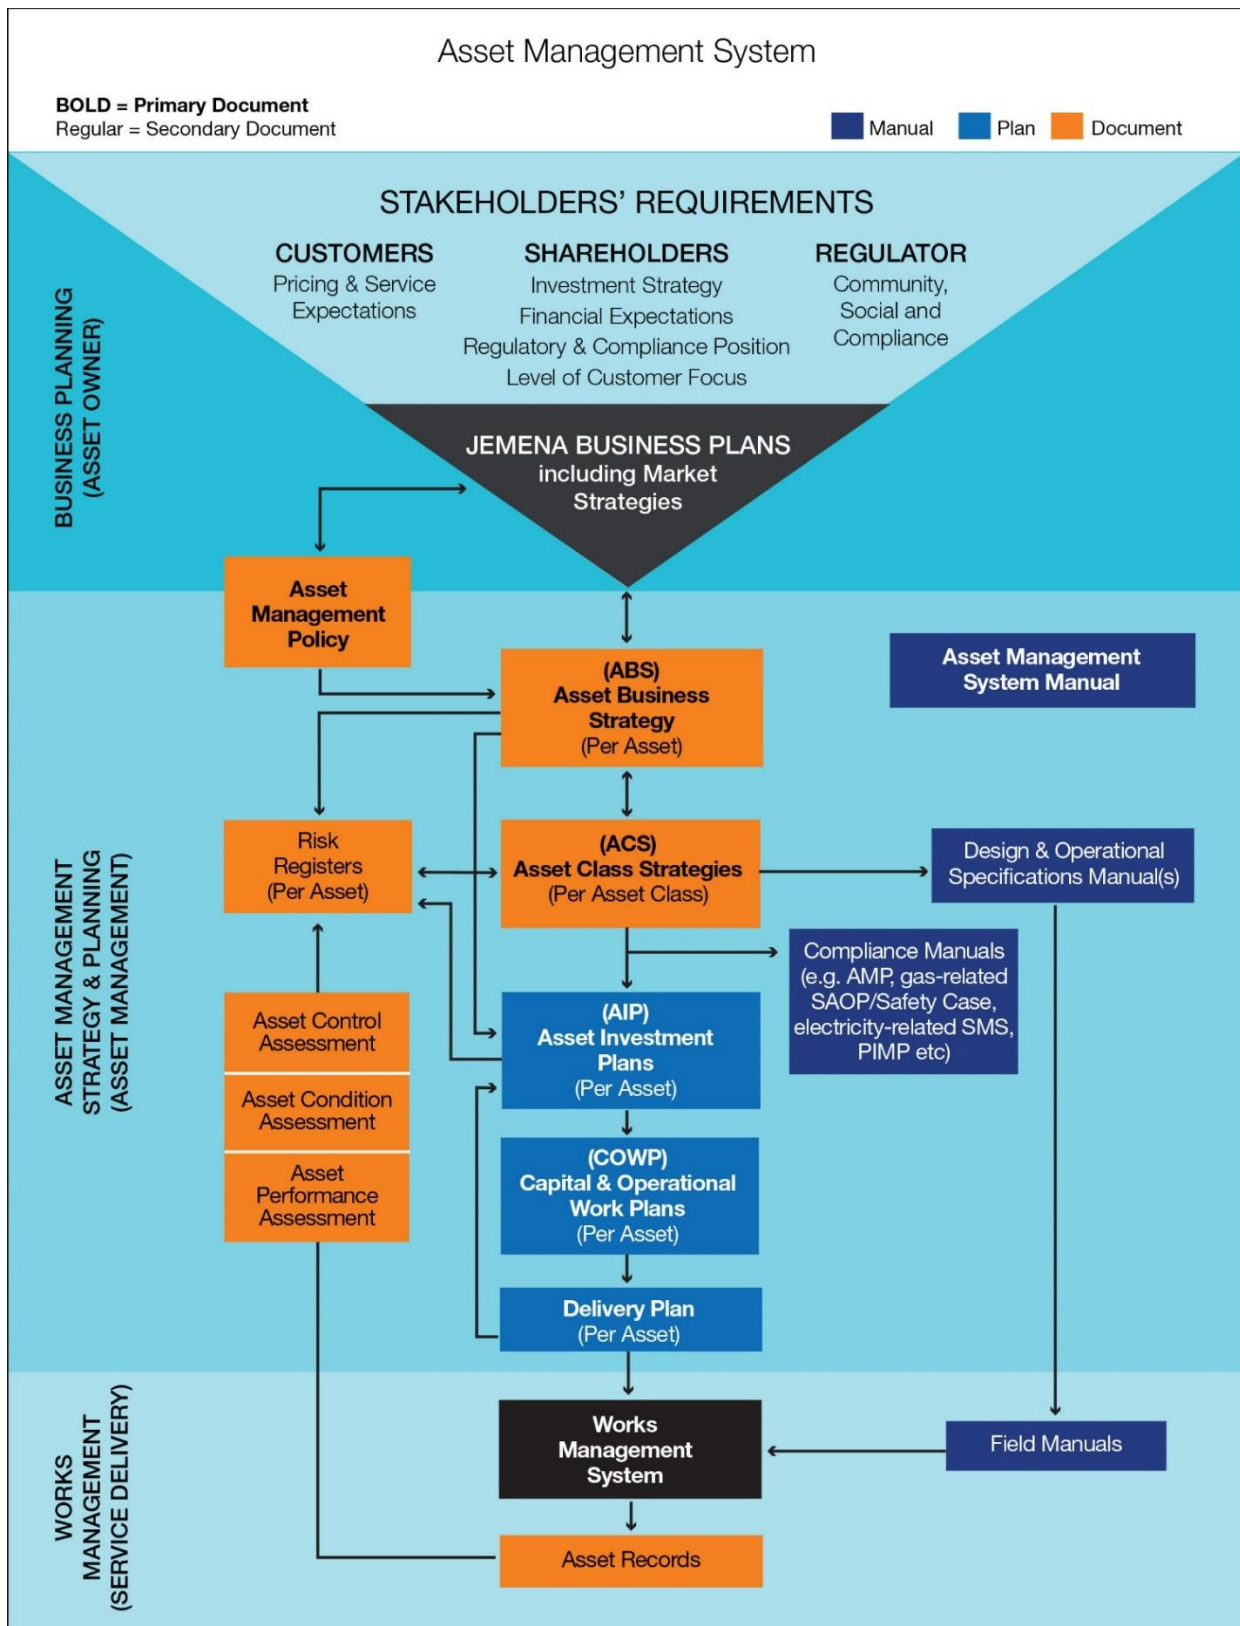 Asset Management System
BOLD = Primary Document
Regular = Secondary Document
Manual
Plan
Document
BUSINESS PLANNING
(ASSET OWNER)
STAKEHOLDERS' REQUIREMENTS
CUSTOMERS
Pricing & Service
Expectations
SHAREHOLDERS
Investment Strategy
Financial Expectations
Regulatory & Compliance Position
Level of Customer Focus
REGULATOR
Community,
Social and
Compliance
JEMENA BUSINESS PLANS
including Market
Strategies
ASSET MANAGEMENT
STRATEGY & PLANNING
(ASSET MANAGEMENT)
Asset
Management
Policy
(ABS)
Asset Business
Strategy
(Per Asset)
Asset Management
System Manual
Risk
Registers
(Per Asset)
(ACS)
Asset Class Strategies
(Per Asset Class)
Design & Operational
Specifications Manual(s)
Compliance Manuals
(e.g. AMP, gas-related
SAOP/Safety Case,
electricity-related SMS,
PIMP etc)
Asset Control
Assessment
Asset Condition
Assessment
Asset
Performance
Assessment
(AIP)
Asset Investment
Plans
(Per Asset)
(COWP)
Capital & Operational
Work Plans
(Per Asset)
Delivery Plan
(Per Asset)
WORKS
MANAGEMENT
(SERVICE DELIVERY)
Works
Management
System
Field Manuals
Asset Records